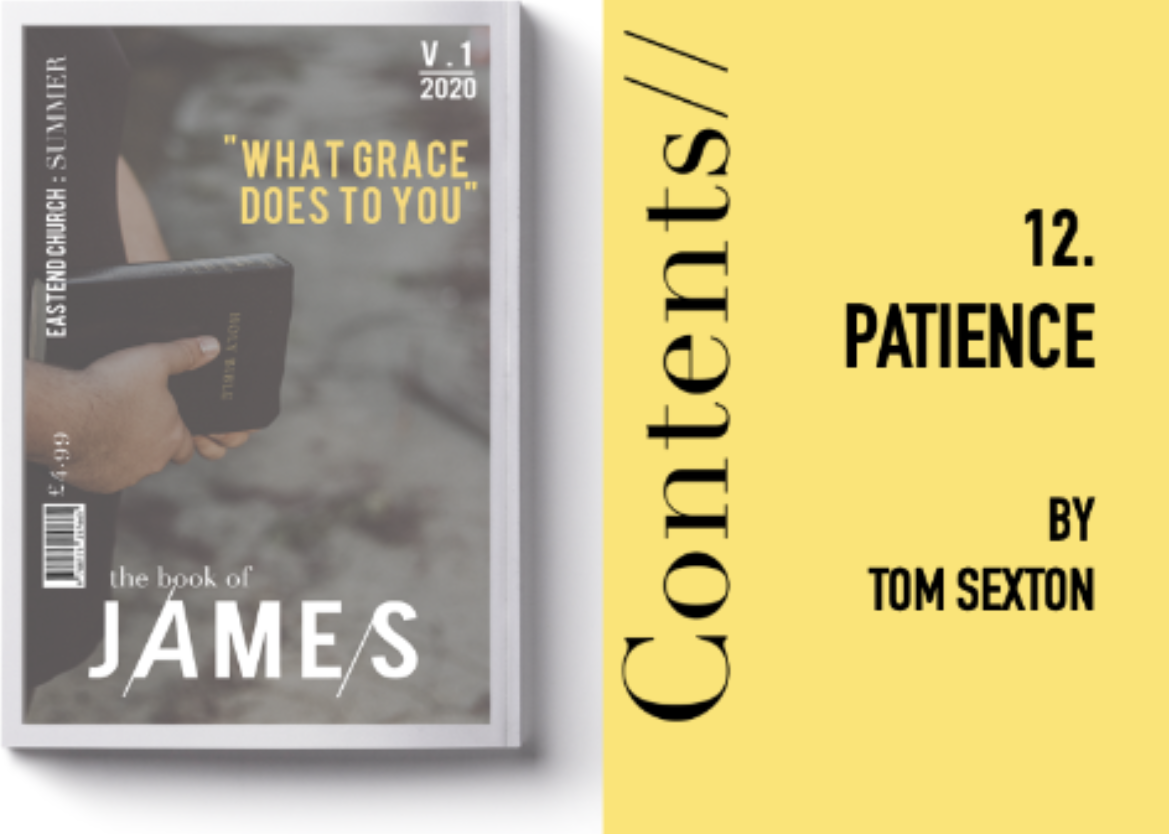 V.1
2020
"WHAT GRACE
DOES TO YOU"
EASTEND CHURCH : SUMMER
£4.99
HOLY BIBLE
the book of
JAMES
Contents//
12.
PATIENCE
BY
TOM SEXTON